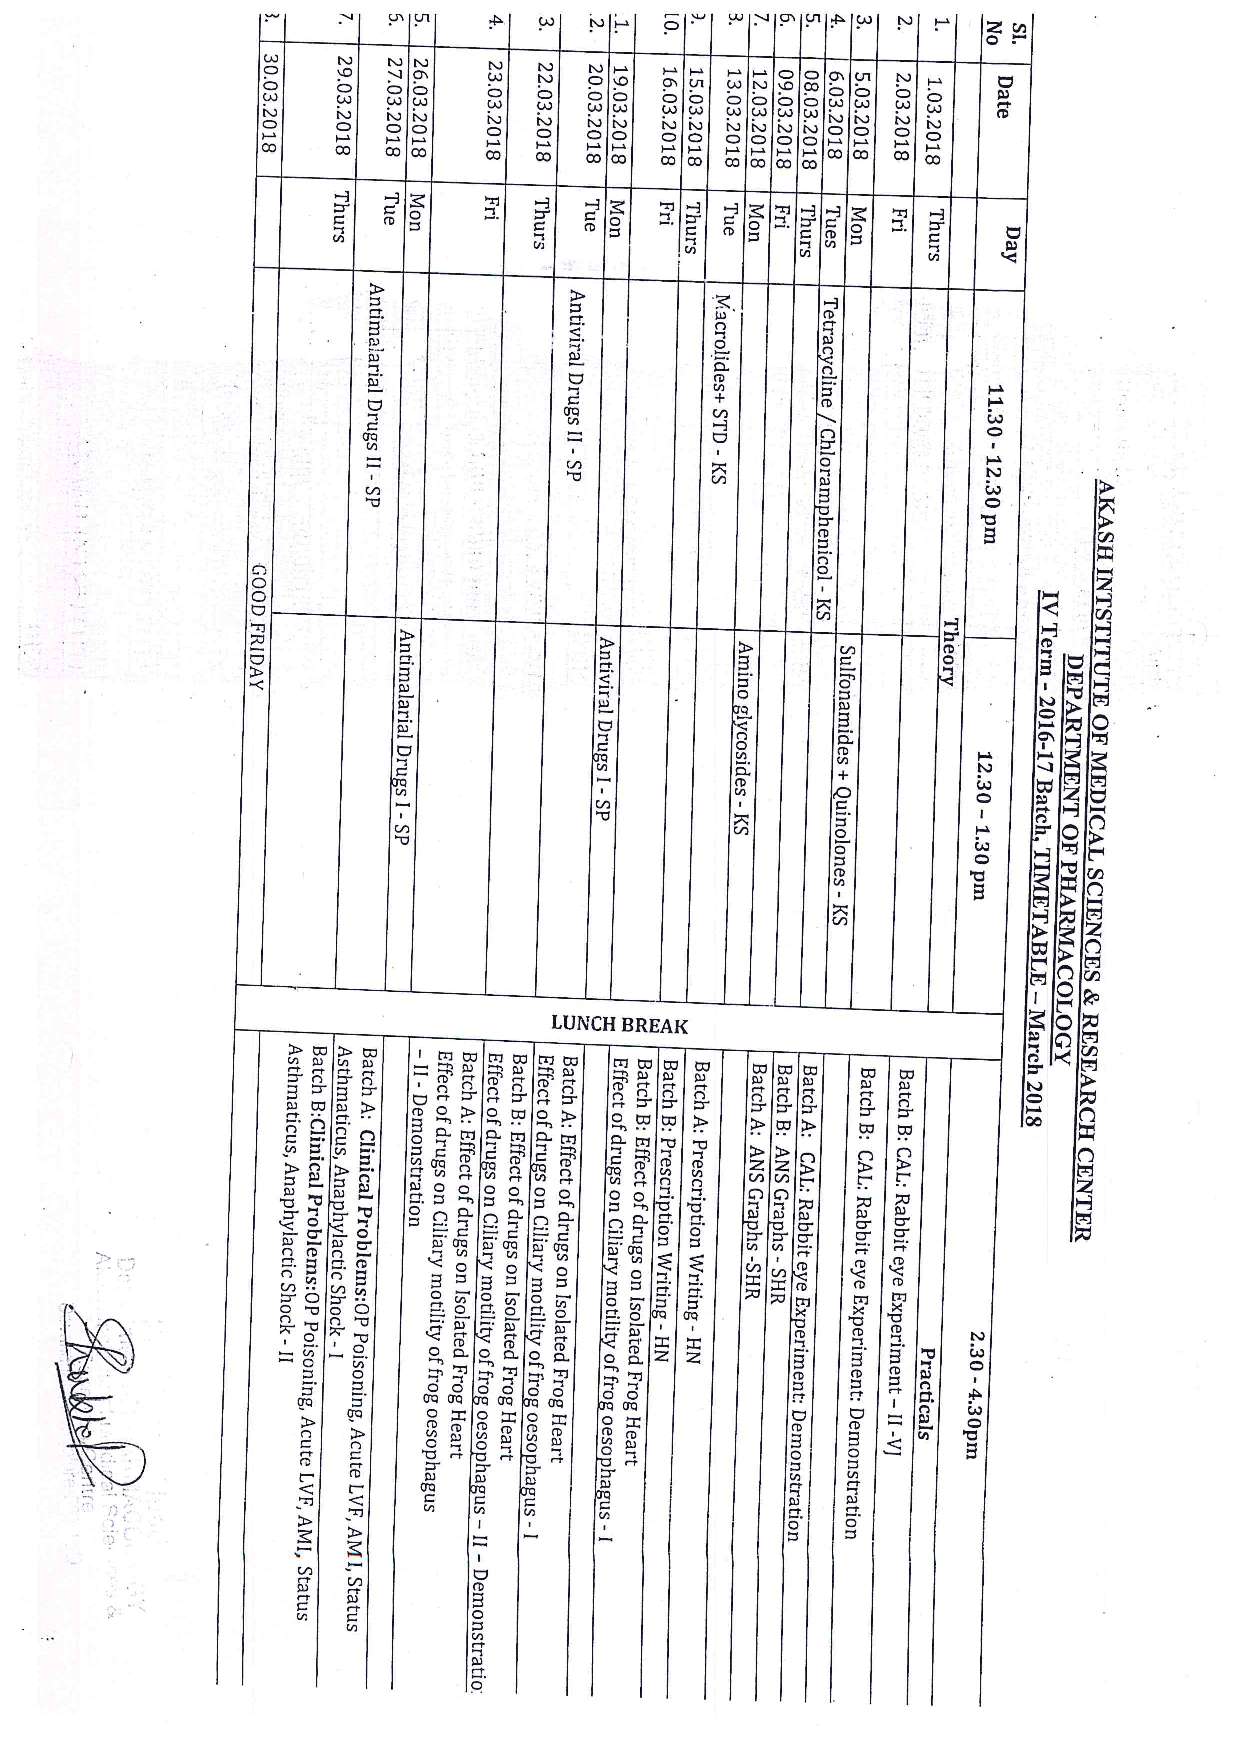 AKASH INTSTITUTE OF MEDICAL SCIENCES & RESEARCH CENTER
DEPARTMENT OF PHARMACOLOGY
IV Term - 2016-17 Batch, TIMETABLE – March 2018
Sl. No Date Day 11.30 - 12.30 pm 12.30 – 1.30 pm LUNCH BREAK 2.30 - 4.30pm
Theory Practicals
1. 1.03.2018 Thurs
2. 2.03.2018 Fri Batch B: CAL: Rabbit eye Experiment – II -VJ
3. 5.03.2018 Mon Sulfonamides + Quinolones - KS Batch B: CAL: Rabbit eye Experiment: Demonstration
4. 6.03.2018 Tues Tetracycline / Chloramphenicol - KS
5. 08.03.2018 Thurs Batch A: CAL: Rabbit eye Experiment: Demonstration
6. 09.03.2018 Fri Batch B: ANS Graphs - SHR
7. 12.03.2018 Mon Amino glycosides - KS Batch A: ANS Graphs -SHR
8. 13.03.2018 Tue Macrolides+ STD - KS
9. 15.03.2018 Thurs Batch A: Prescription Writing - HN
10. 16.03.2018 Fri Batch B: Prescription Writing - HN
1. 19.03.2018 Mon Antiviral Drugs I - SP Batch B: Effect of drugs on Isolated Frog Heart
Effect of drugs on Ciliary motility of frog oesophagus - I
2. 20.03.2018 Tue Antiviral Drugs II - SP
3. 22.03.2018 Thurs Batch A: Effect of drugs on Isolated Frog Heart
Effect of drugs on Ciliary motility of frog oesophagus - I
4. 23.03.2018 Fri Batch B: Effect of drugs on Isolated Frog Heart
Effect of drugs on Ciliary motility of frog oesophagus – II – Demonstratio
5. 26.03.2018 Mon Antimalarial Drugs I - SP Batch A: Effect of drugs on Isolated Frog Heart
Effect of drugs on Ciliary motility of frog oesophagus
– II - Demonstration
6. 27.03.2018 Tue Antimalarial Drugs II - SP
7. 29.03.2018 Thurs Batch A: Clinical Problems:OP Poisoning, Acute LVF, AM I, Status
Asthmaticus, Anaphylactic Shock - I
Batch B:Clinical Problems:OP Poisoning, Acute LVF, AMI, Status
Asthmaticus, Anaphylactic Shock - II
8. 30.03.2018 GOOD FRIDAY